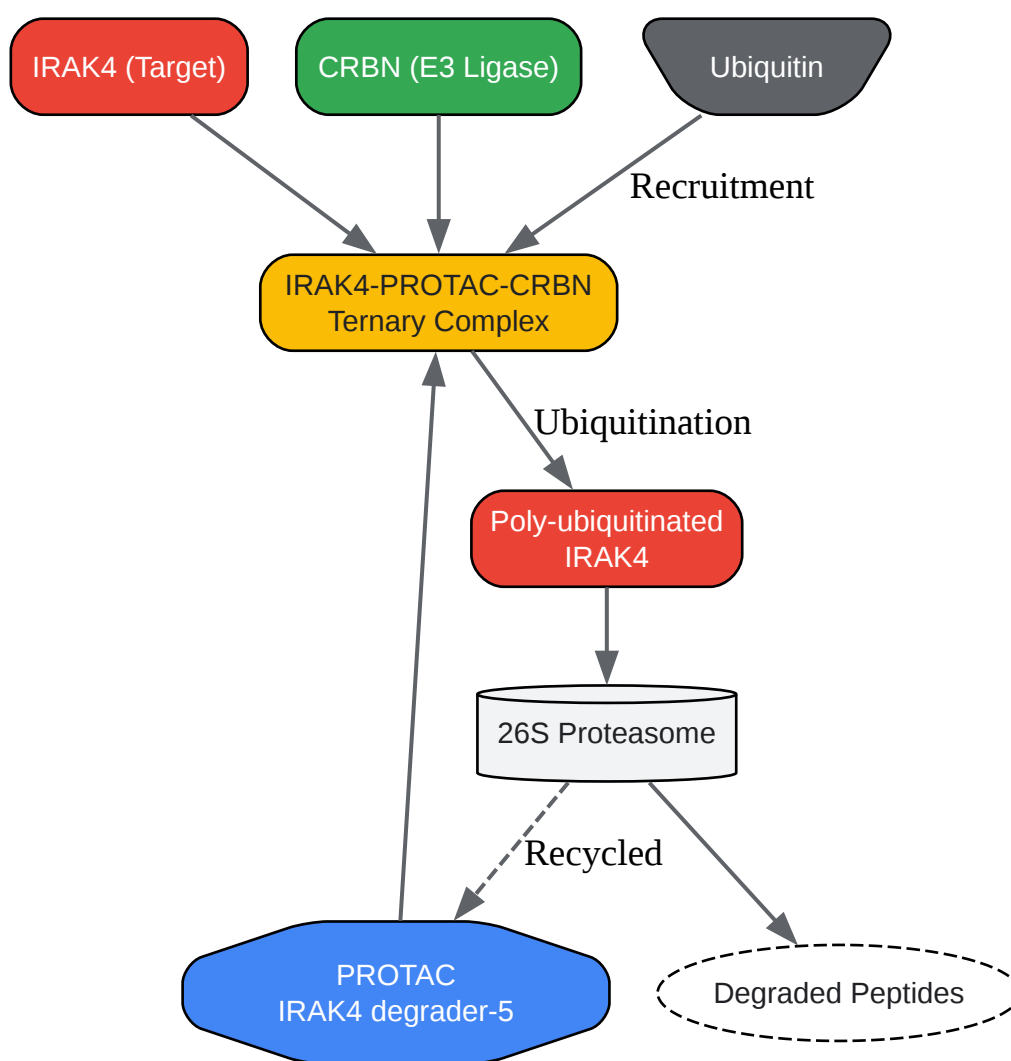 IRAK4 (Target)
CRBN (E3 Ligase)
Ubiquitin
Recruitment
IRAK4-PROTAC-CRBN
Ternary Complex
Ubiquitination
Poly-ubiquitinated
IRAK4
26S Proteasome
Recycled
PROTAC
IRAK4 degrader-5
Degraded Peptides